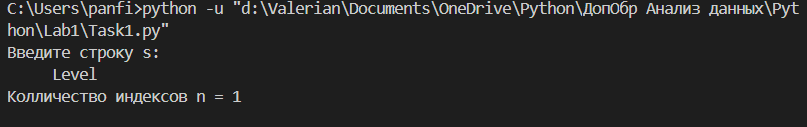 C:\Users\panfi>python -u "d:\Valerian\Documents\OneDrive\Python\ДопОбр Анализ данных\Pyt
hon\Lab1\Task1.py"
Введите строку s:
     Level
Колличество индексов n = 1